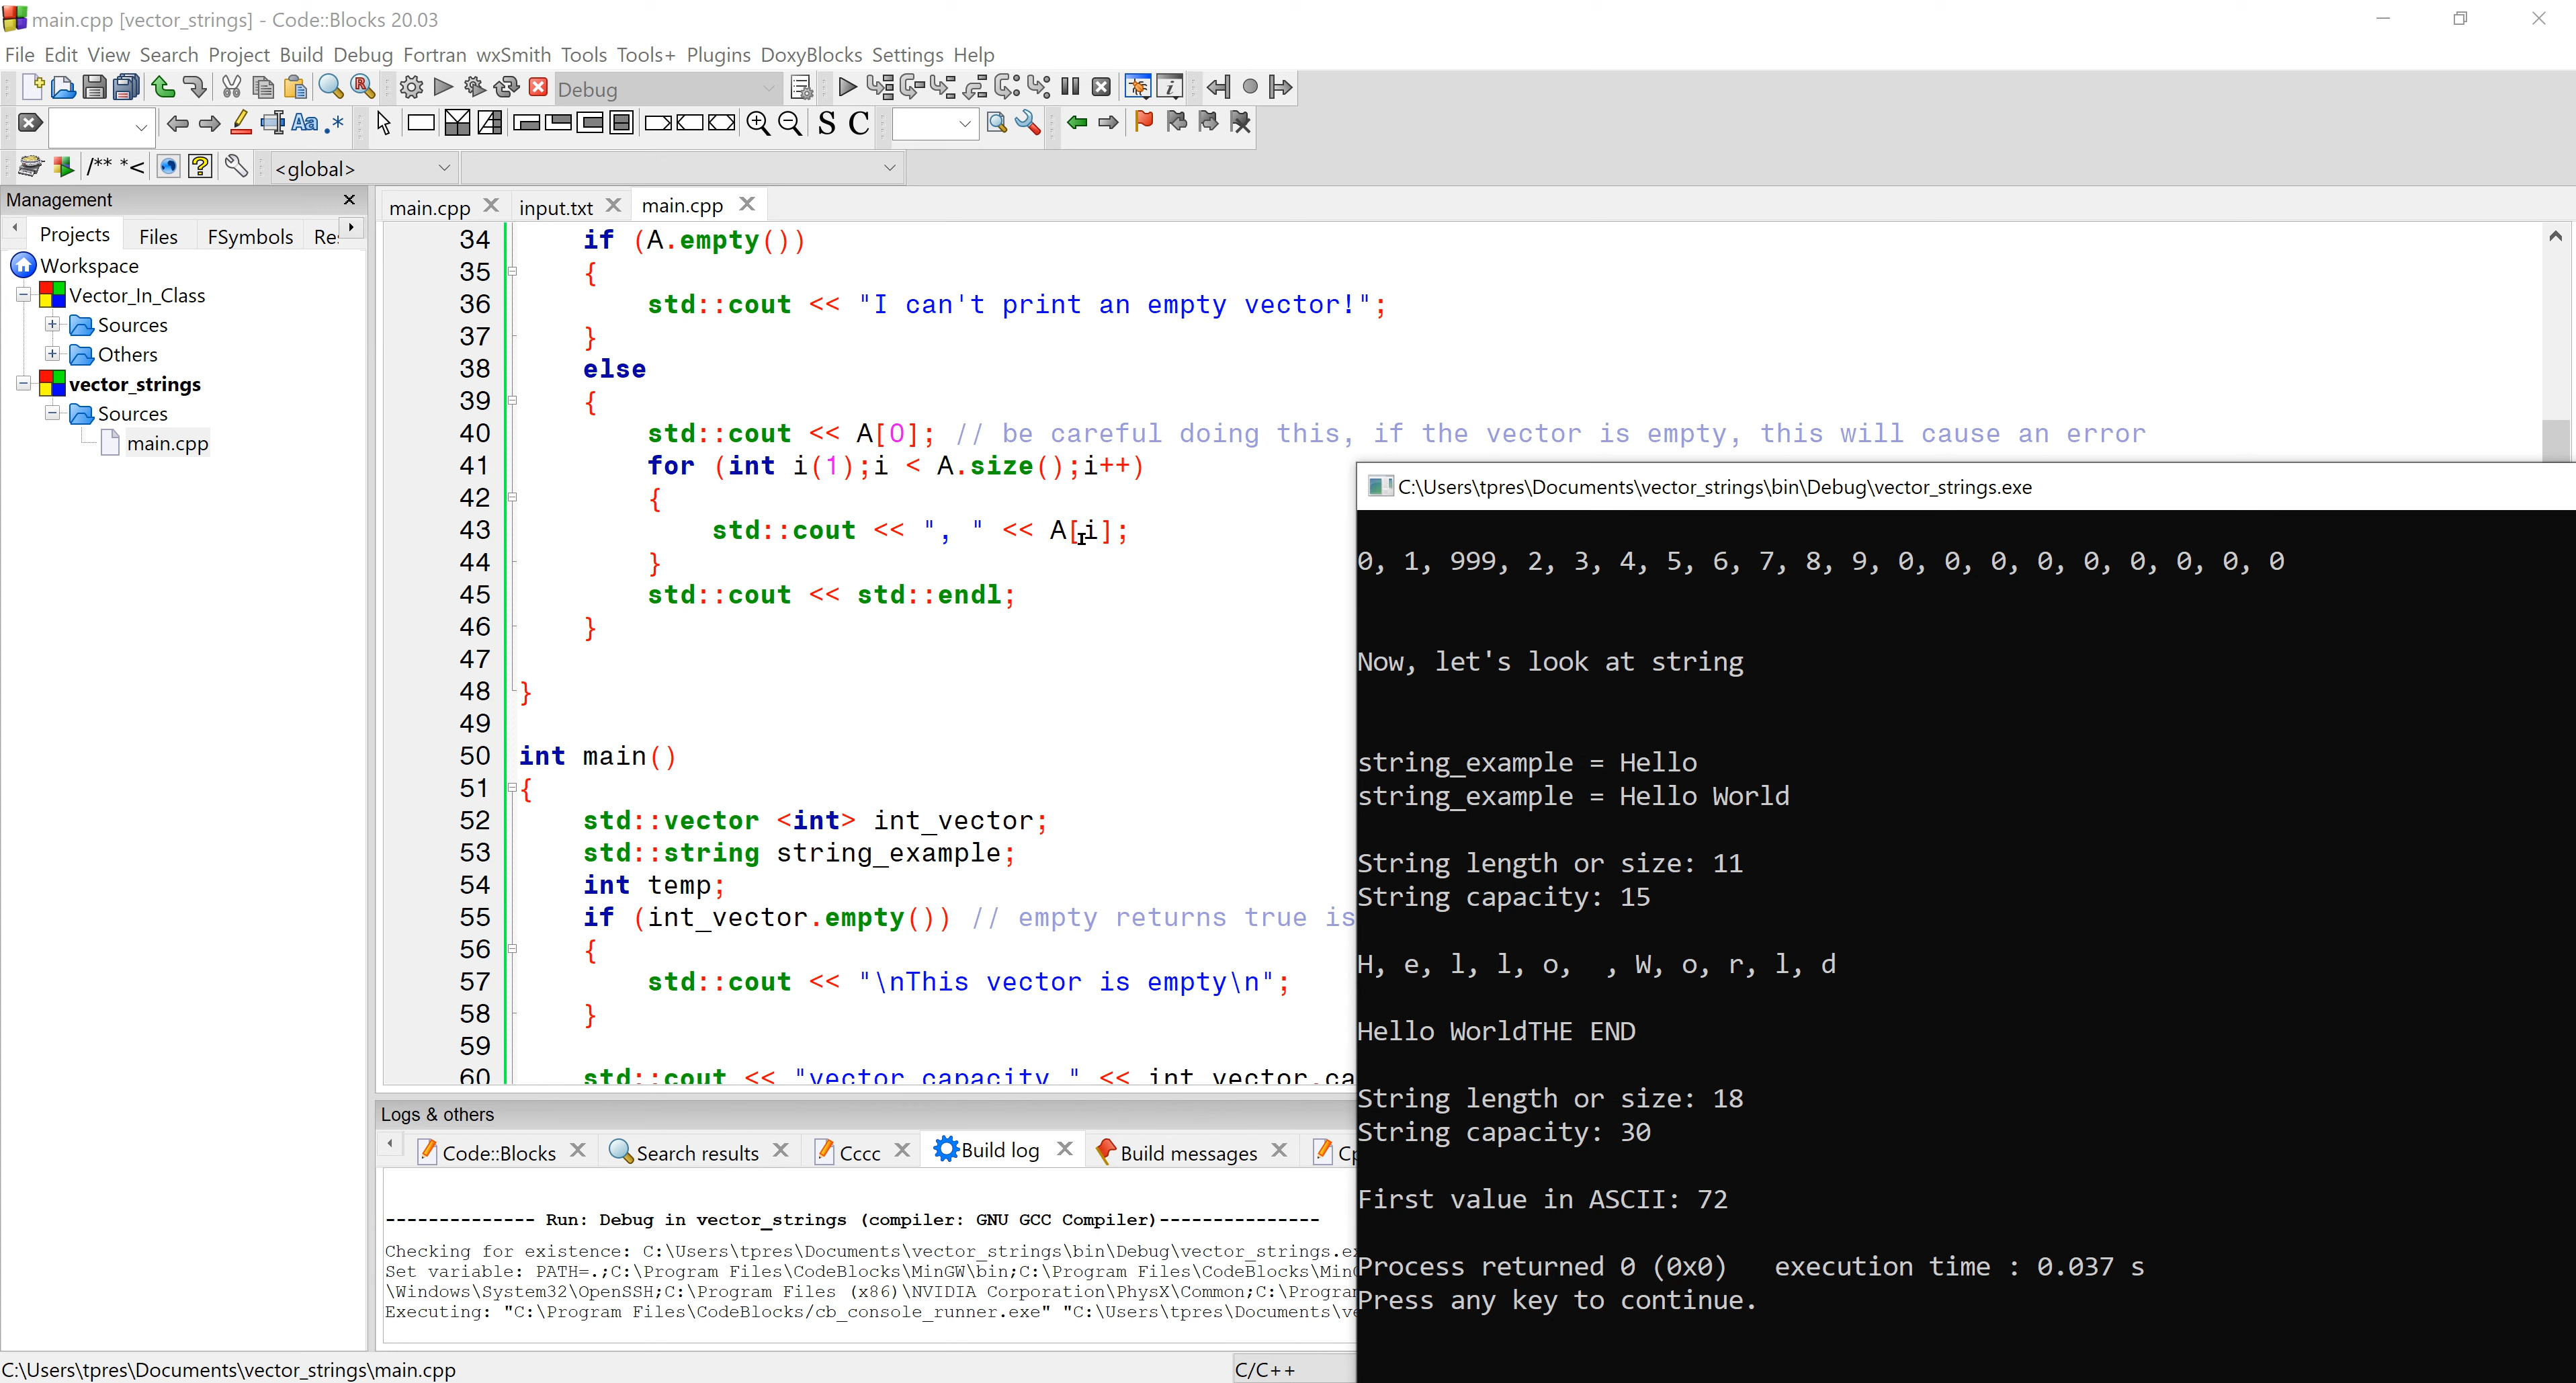 main.cpp [vector_strings] - Code::Blocks 20.03
File Edit View Search Project Build Debug Fortran wxSmith Tools Tools+ Plugins DoxyBlocks Settings Help
Debug
Aa .*
S C
/** *<
<global>
Management
Projects Files FSymbols Re
Workspace
Vector_In_Class
Sources
Others
vector_strings
Sources
main.cpp
main.cpp input.txt main.cpp
34 if (A.empty())
35 {
36 std::cout << "I can't print an empty vector!";
37 }
38 else
39 {
40 std::cout << A[0]; // be careful doing this, if the vector is empty, this will cause an error
41 for (int i(1);i < A.size();i++)
42 {
43 std::cout << ", " << A[i];
44 }
45 std::cout << std::endl;
46 }
47
48 }
49
50 int main()
51 {
52 std::vector <int> int_vector;
53 std::string string_example;
54 int temp;
55 if (int_vector.empty()) // empty returns true is
56 {
57 std::cout << "\nThis vector is empty\n";
58 }
59
60 std::cout << "vector capacity " << int_vector.ca
Logs & others
Code::Blocks Search results Cccc Build log Build messages Cp
-------------- Run: Debug in vector_strings (compiler: GNU GCC Compiler)---------------
Checking for existence: C:\Users\tpres\Documents\vector_strings\bin\Debug\vector_strings.ex
Set variable: PATH=.;C:\Program Files\CodeBlocks\MinGW\bin;C:\Program Files\CodeBlocks\Min
\Windows\System32\OpenSSH;C:\Program Files (x86)\NVIDIA Corporation\PhysX\Common;C:\Progra
Executing: "C:\Program Files\CodeBlocks/cb_console_runner.exe" "C:\Users\tpres\Documents\ve
C:\Users\tpres\Documents\vector_strings\main.cpp
C/C++
C:\Users\tpres\Documents\vector_strings\bin\Debug\vector_strings.exe
0, 1, 999, 2, 3, 4, 5, 6, 7, 8, 9, 0, 0, 0, 0, 0, 0, 0, 0, 0
Now, let's look at string
string_example = Hello
string_example = Hello World
String length or size: 11
String capacity: 15
H, e, l, l, o,  , W, o, r, l, d
Hello WorldTHE END
String length or size: 18
String capacity: 30
First value in ASCII: 72
Process returned 0 (0x0) execution time : 0.037 s
Press any key to continue.